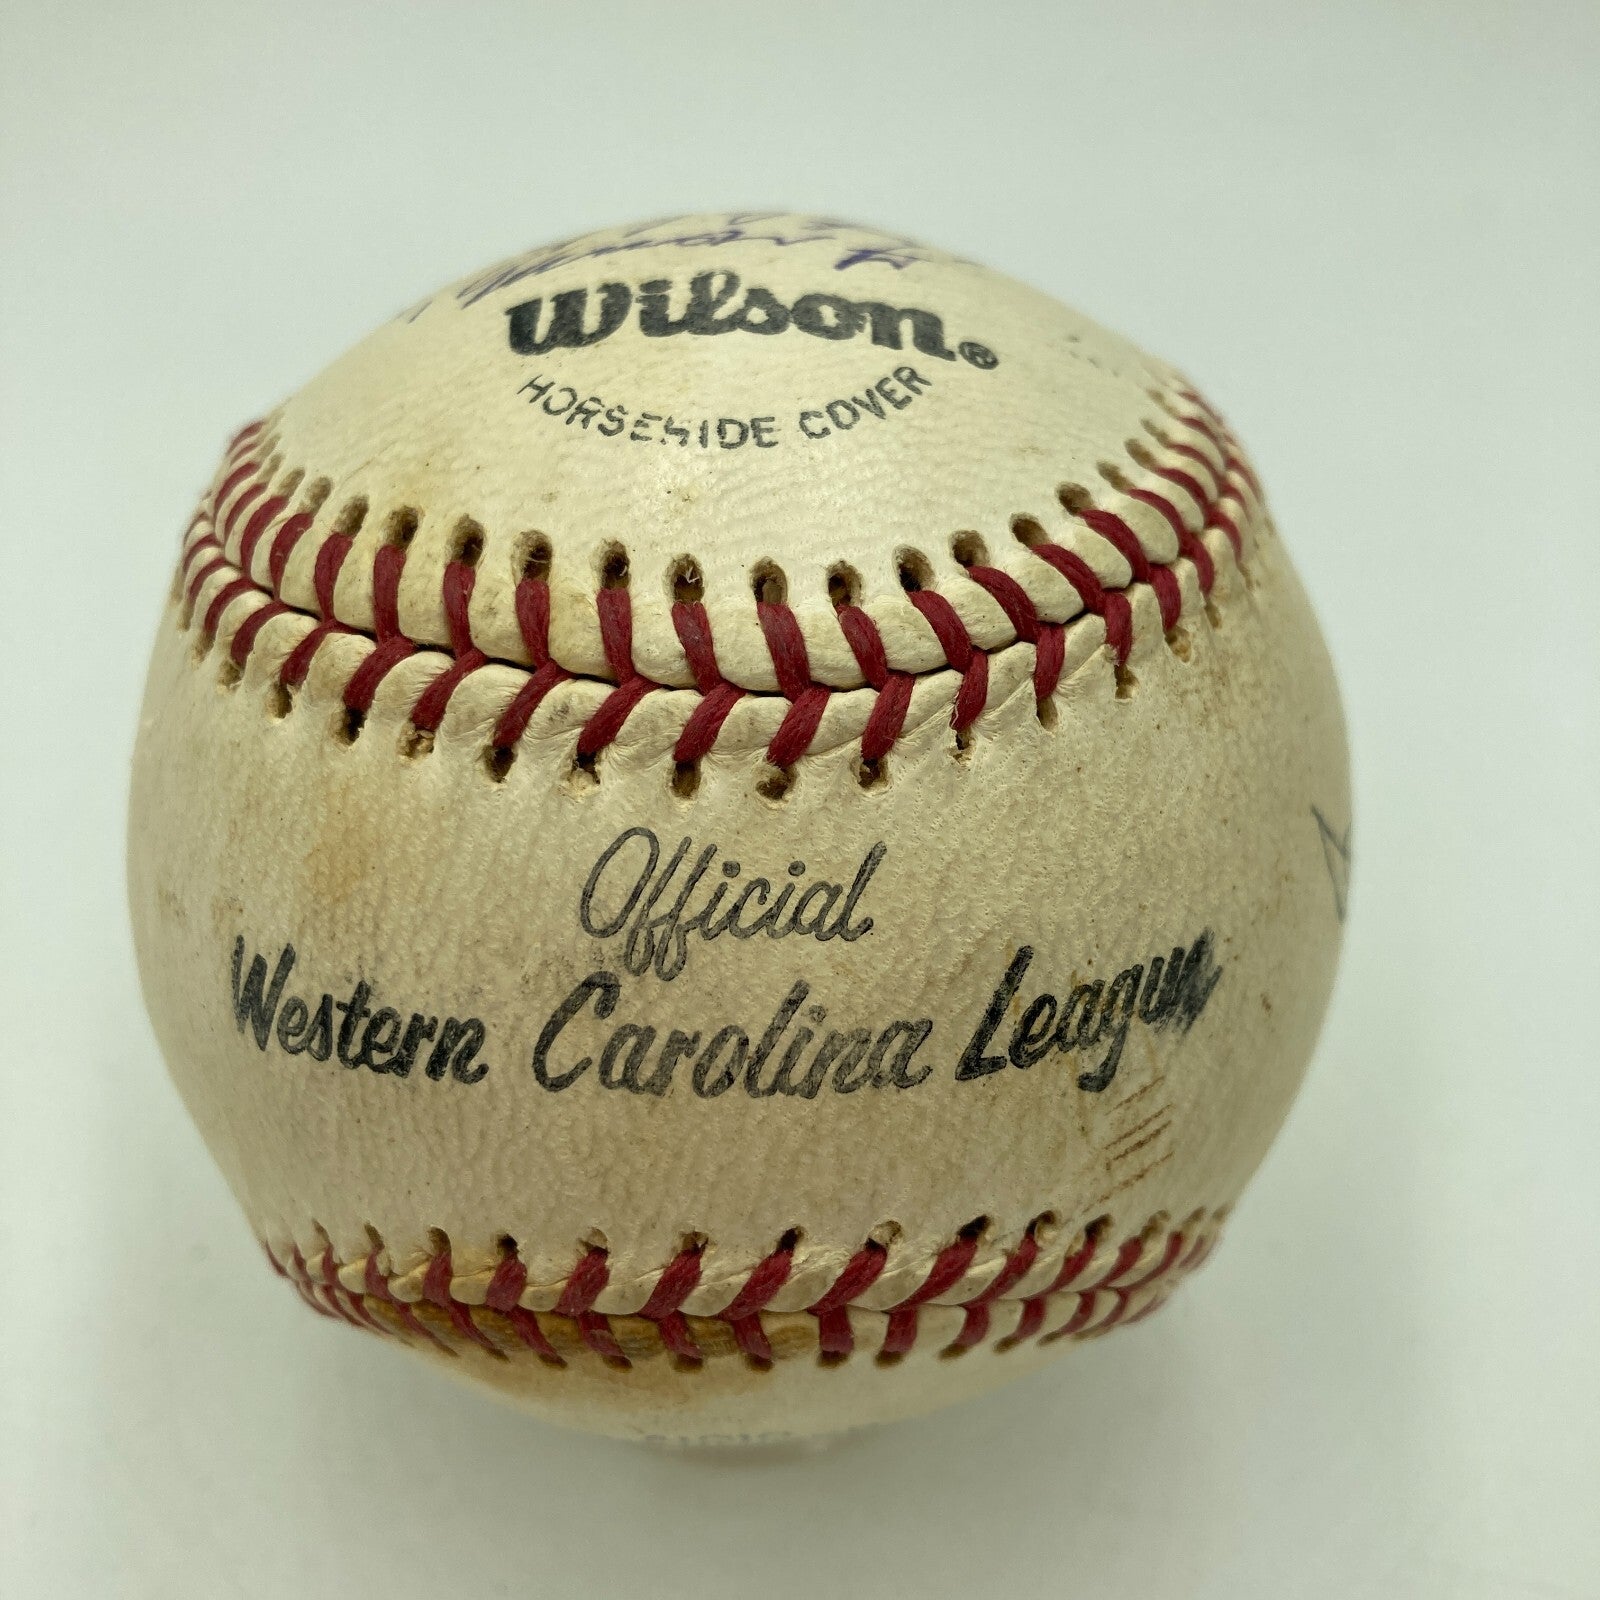 Wilson®
HORSEHIDE COVER
Official
Western Carolina League